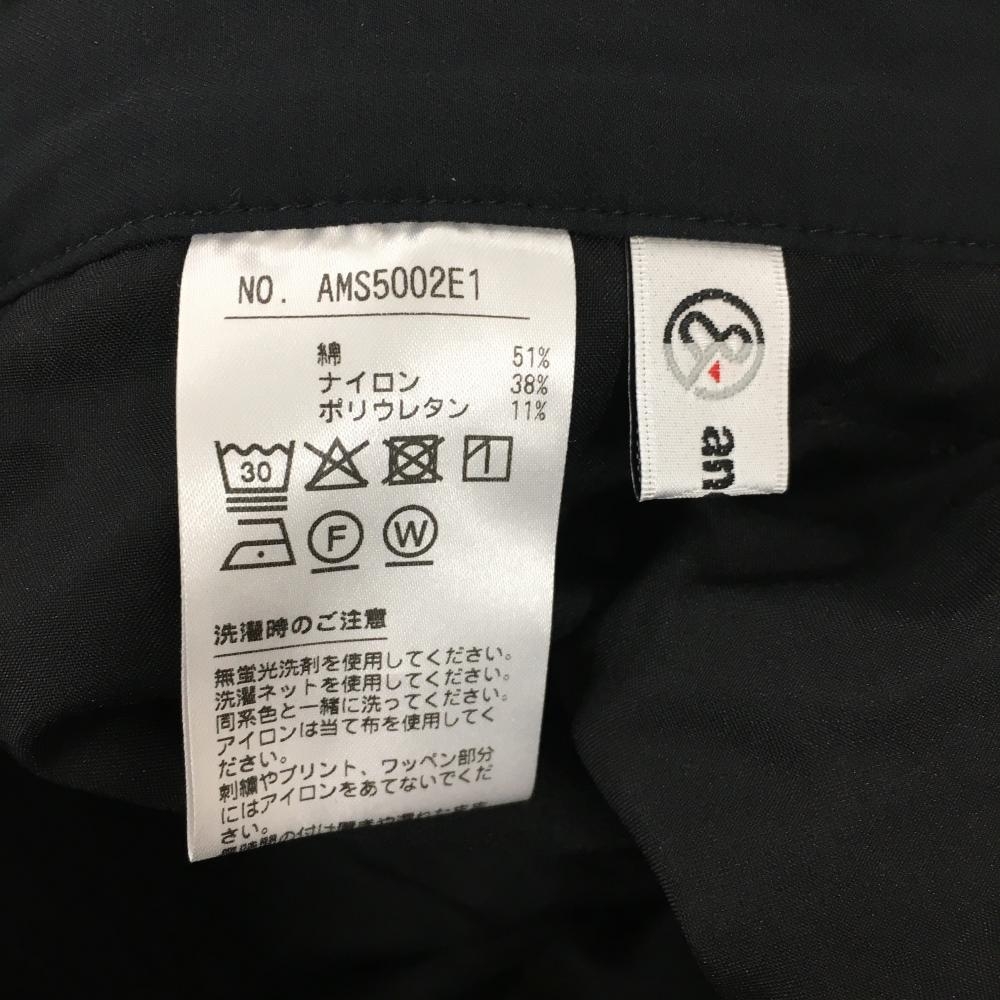 NO. AMS5002E1
綿 51%
ナイロン 38%
ポリウレタン 11%
30
F W
洗濯時のご注意
無蛍光洗剤を使用してください。
洗濯ネットを使用してください。
同系色と一緒に洗ってください。
アイロンは当て布を使用してく
ださい。
刺繍やプリント、ワッペン部分
にはアイロンをあてないでくだ
さい。
an